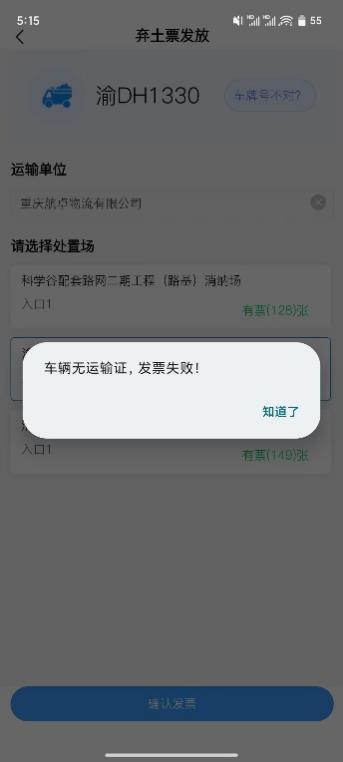 5:15
55
弃土票发放
渝DH1330
车牌号不对？
运输单位
重庆航卓物流有限公司
请选择处置场
科学谷配套路网二期工程（路基）消纳场
入口1
有票(128)张
车辆无运输证，发票失败！
知道了
入口1
有票(149)张
确认发票